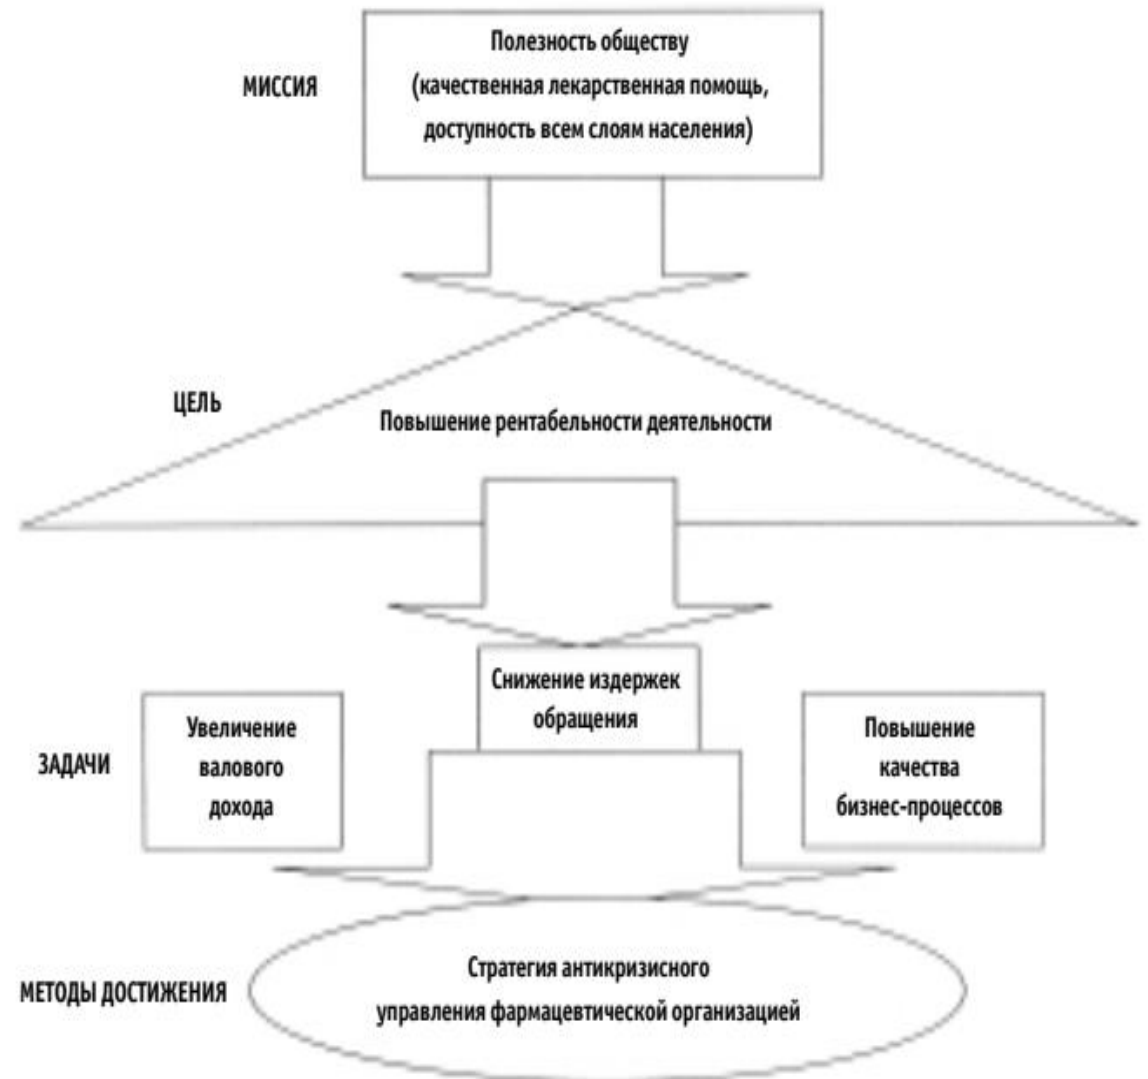 МИССИЯ
Полезность обществу
(качественная лекарственная помощь,
доступность всем слоям населения)
ЦЕЛЬ
Повышение рентабельности деятельности
ЗАДАЧИ
Увеличение
валового
дохода
Снижение издержек
обращения
Повышение
качества
бизнес-процессов
МЕТОДЫ ДОСТИЖЕНИЯ
Стратегия антикризисного
управления фармацевтической организацией